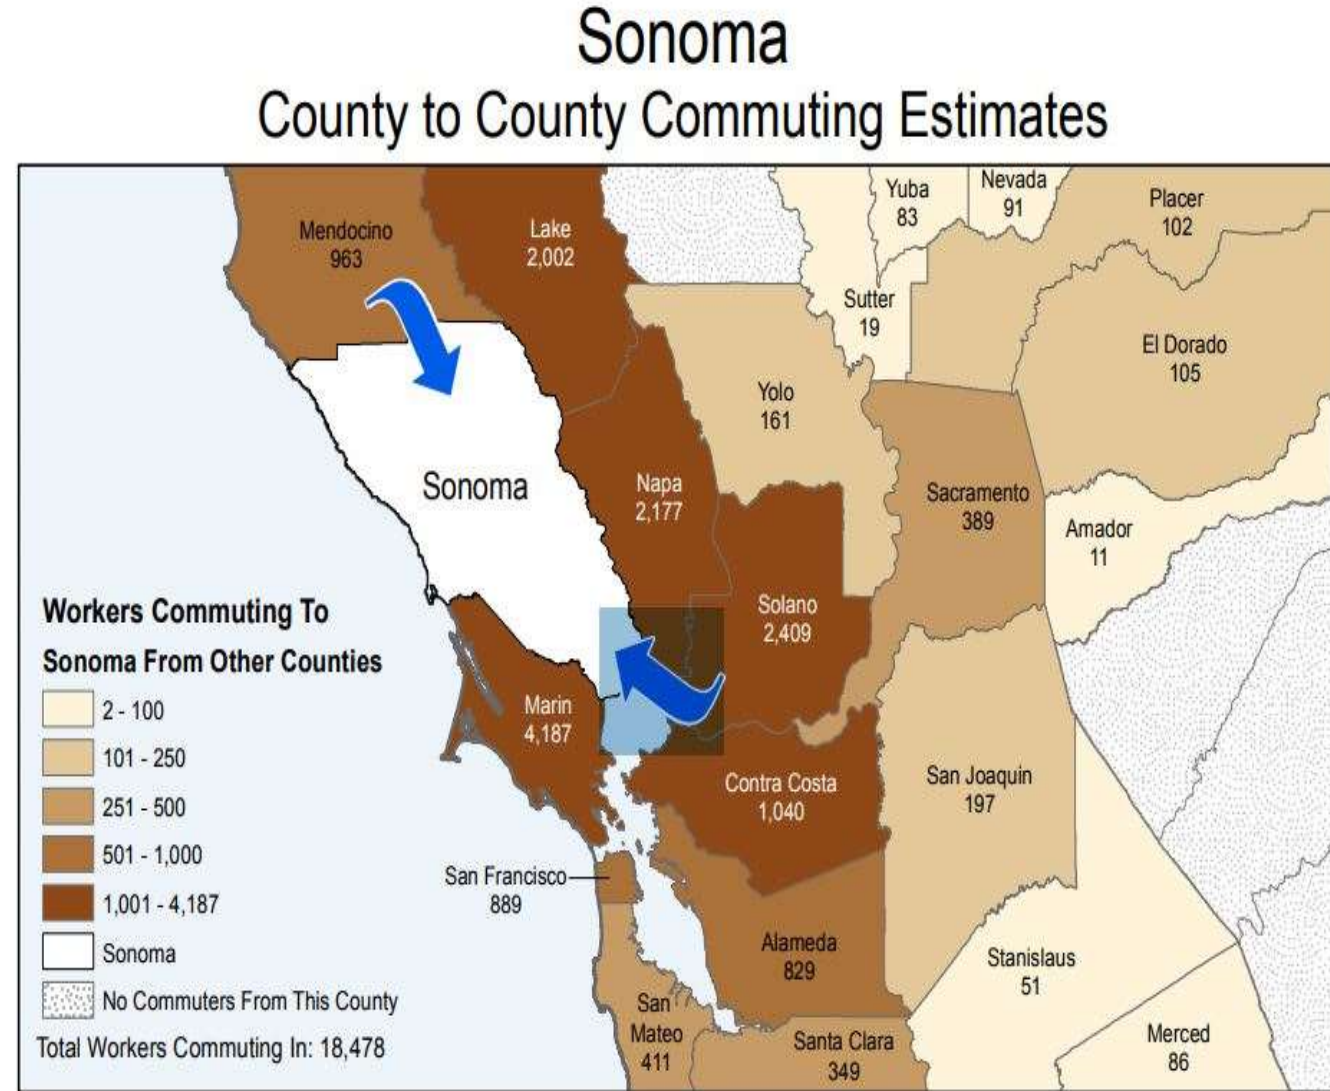 Sonoma
County to County Commuting Estimates
Mendocino
963
Lake
2,002
Yuba
83
Nevada
91
Placer
102
Sutter
19
El Dorado
105
Yolo
161
Sonoma
Napa
2,177
Sacramento
389
Amador
11
Solano
2,409
Marin
4,187
Contra Costa
1,040
San Joaquin
197
San Francisco
889
Alameda
829
Stanislaus
51
San
Mateo
411
Santa Clara
349
Merced
86
Workers Commuting To
Sonoma From Other Counties
2 - 100
101 - 250
251 - 500
501 - 1,000
1,001 - 4,187
Sonoma
No Commuters From This County
Total Workers Commuting In: 18,478